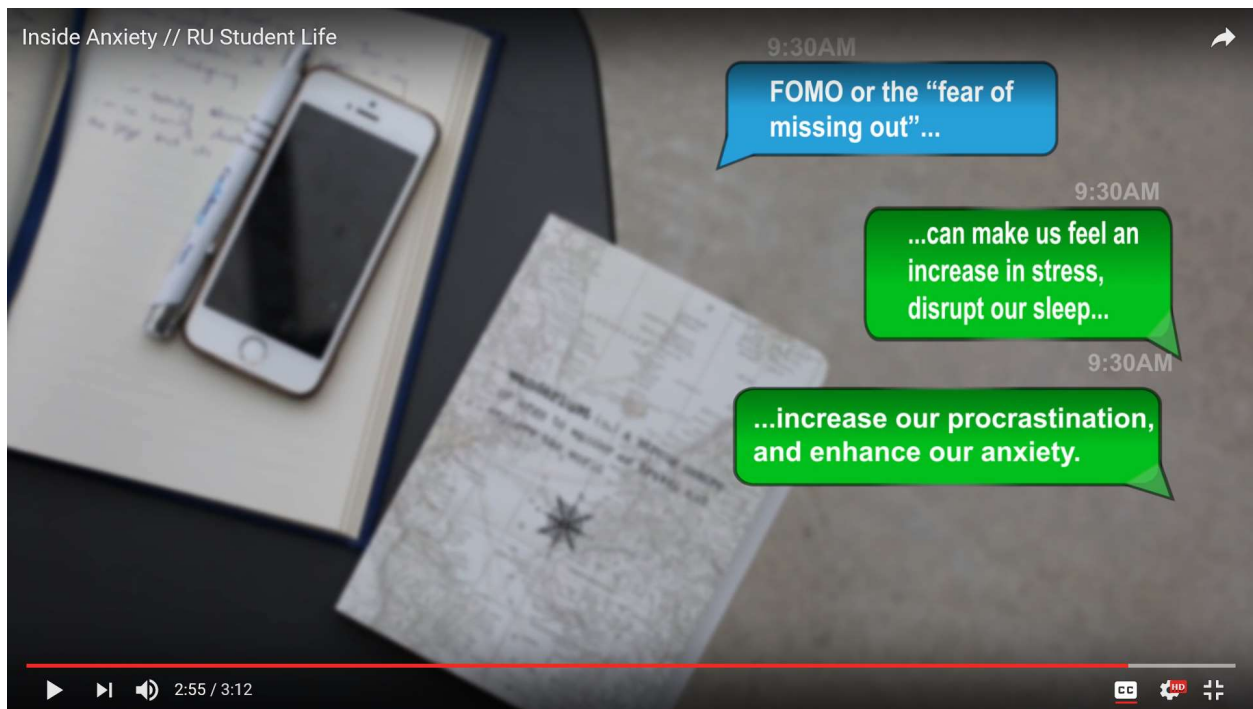 Inside Anxiety // RU Student Life
9:30AM
FOMO or the “fear of
missing out”...
9:30AM
...can make us feel an
increase in stress,
disrupt our sleep...
9:30AM
...increase our procrastination,
and enhance our anxiety.
2:55 / 3:12
CC
HD